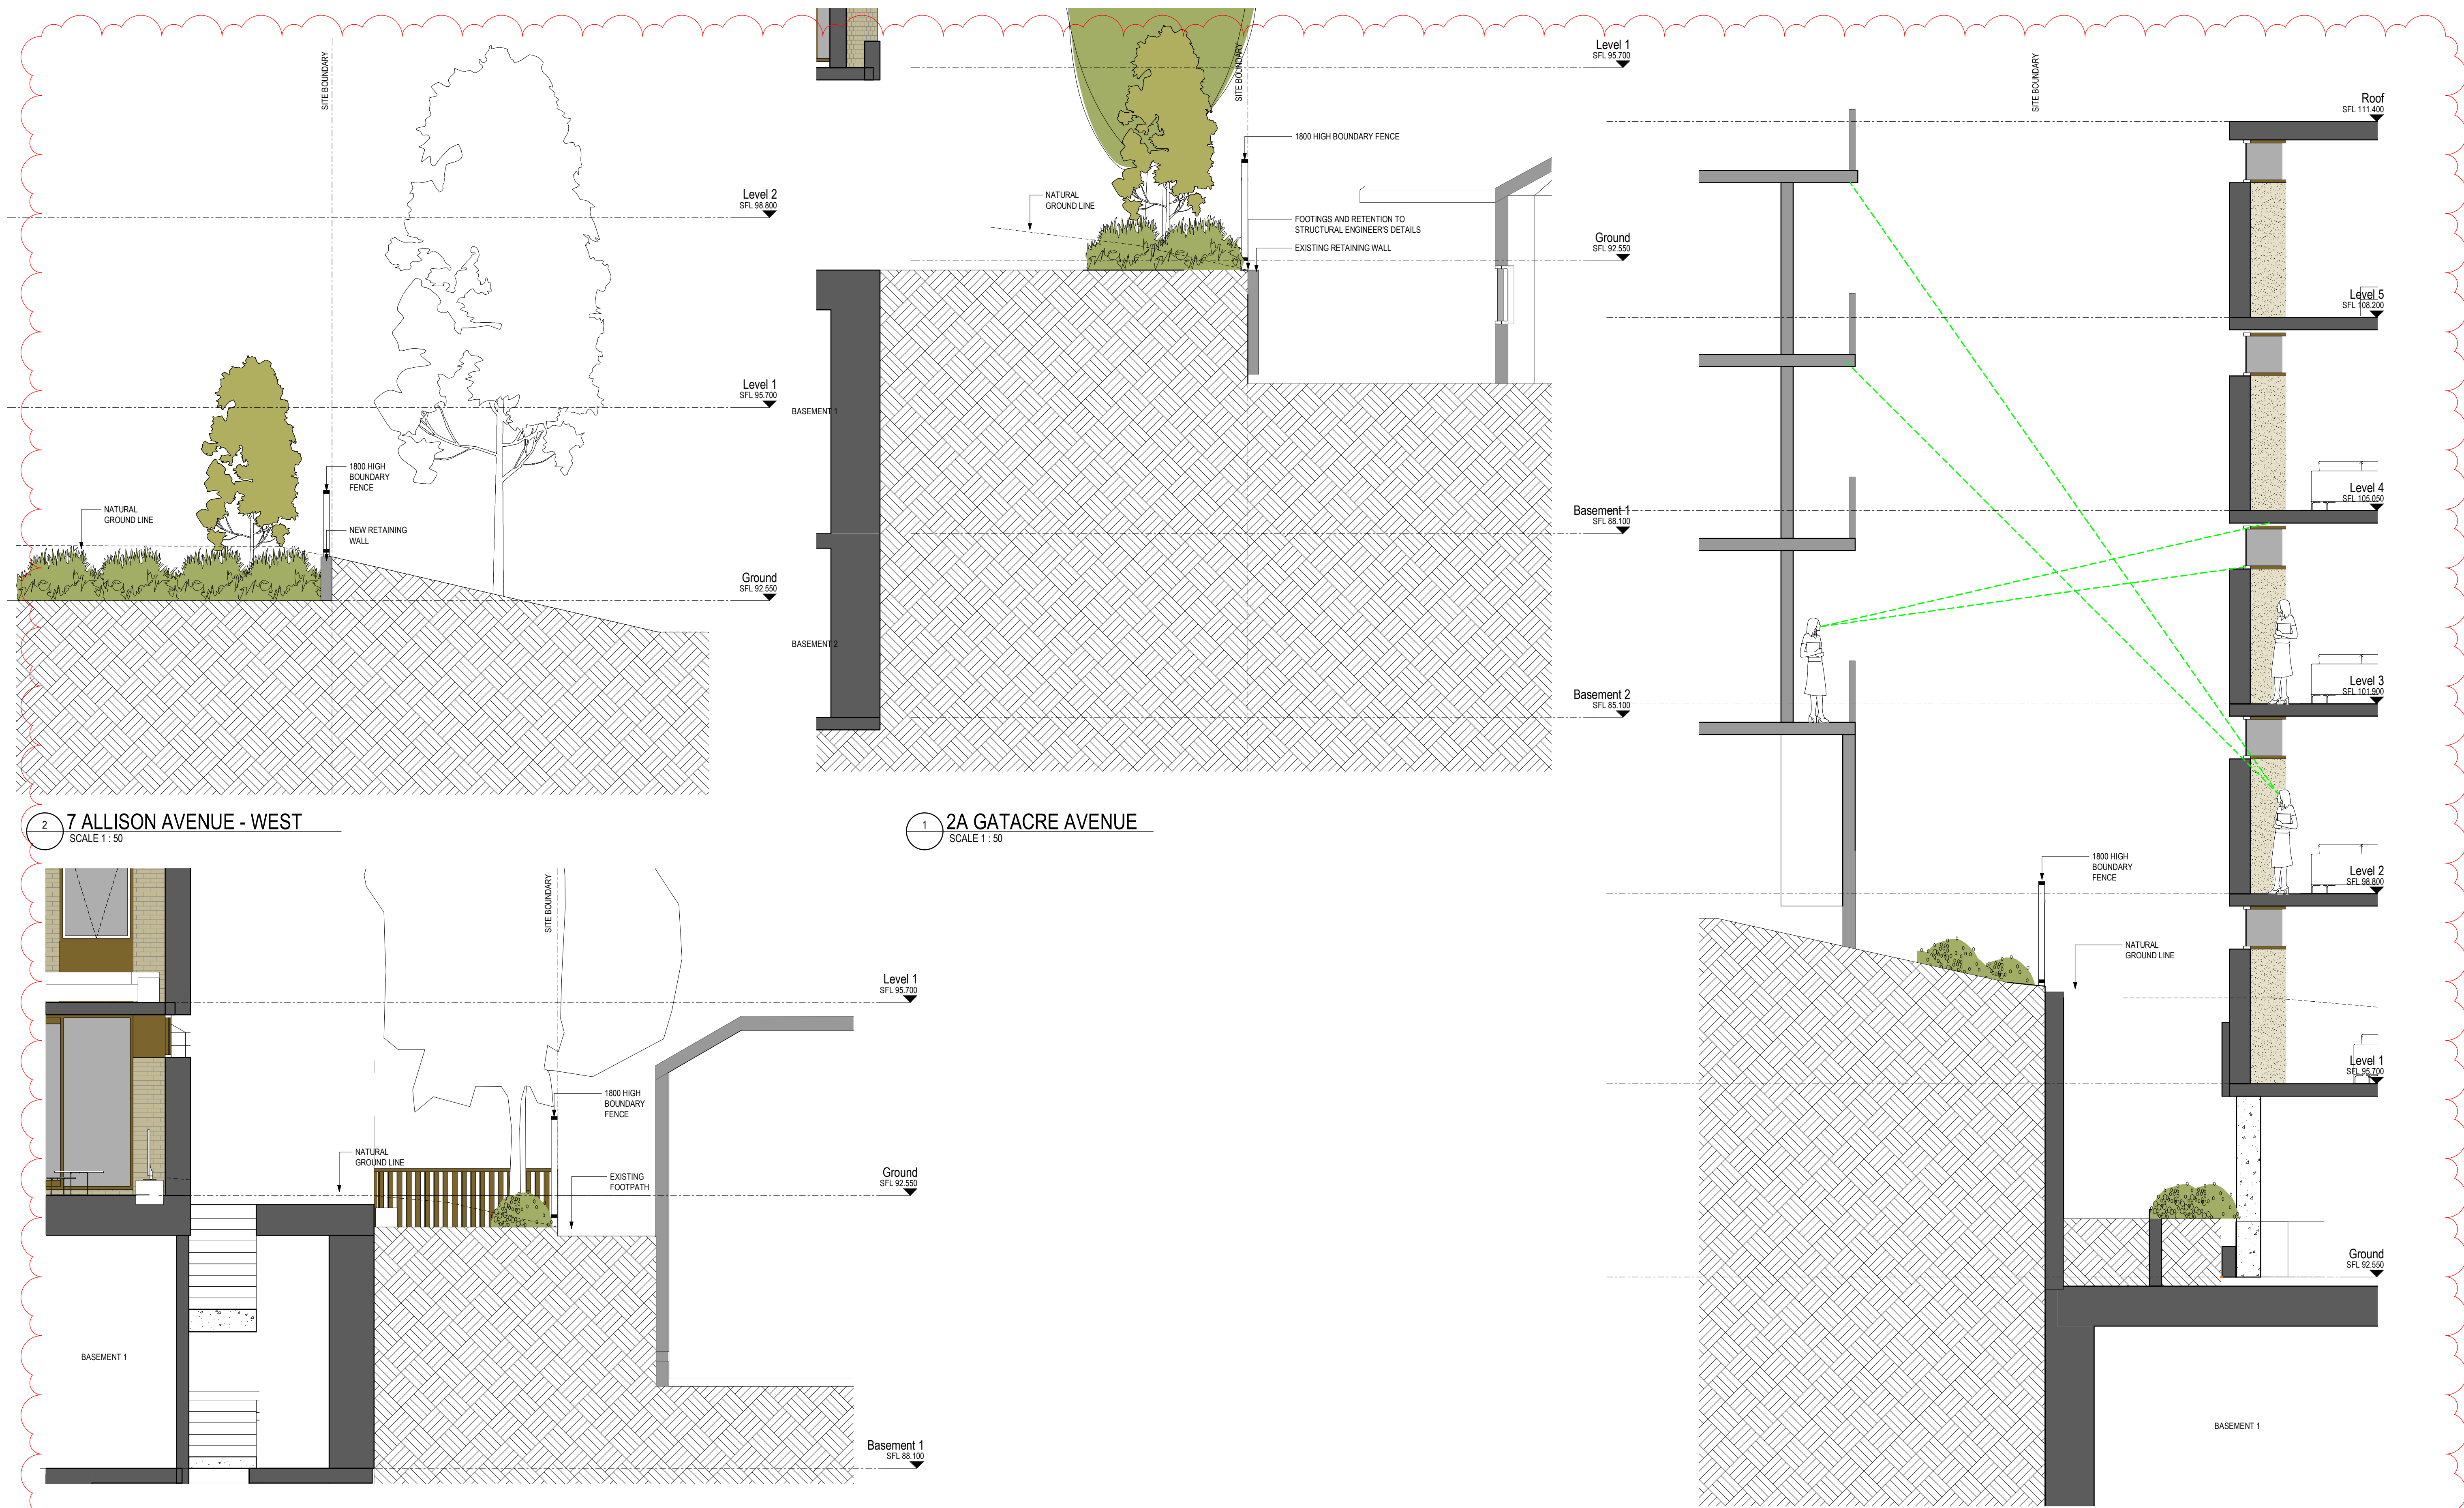 SITE BOUNDARY
Level 2
SFL 98.800
Level 1
SFL 95.700
1800 HIGH
BOUNDARY
FENCE
NATURAL
GROUND LINE
NEW RETAINING
WALL
Ground
SFL 92.550
2
7 ALLISON AVENUE - WEST
SCALE 1 : 50
SITE BOUNDARY
Level 1
SFL 95.700
1800 HIGH BOUNDARY FENCE
NATURAL
GROUND LINE
FOOTINGS AND RETENTION TO
STRUCTURAL ENGINEER'S DETAILS
EXISTING RETAINING WALL
Ground
SFL 92.550
BASEMENT 1
Basement 1
SFL 88.100
BASEMENT 2
Basement 2
SFL 85.100
1
2A GATACRE AVENUE
SCALE 1 : 50
SITE BOUNDARY
Roof
SFL 111.400
Level 5
SFL 108.200
Level 4
SFL 105.050
Level 3
SFL 101.900
1800 HIGH
BOUNDARY
FENCE
Level 2
SFL 98.800
NATURAL
GROUND LINE
Level 1
SFL 95.700
Ground
SFL 92.550
BASEMENT 1
SITE BOUNDARY
Level 1
SFL 95.700
1800 HIGH
BOUNDARY
FENCE
NATURAL
GROUND LINE
EXISTING
FOOTPATH
Ground
SFL 92.550
BASEMENT 1
Basement 1
SFL 88.100